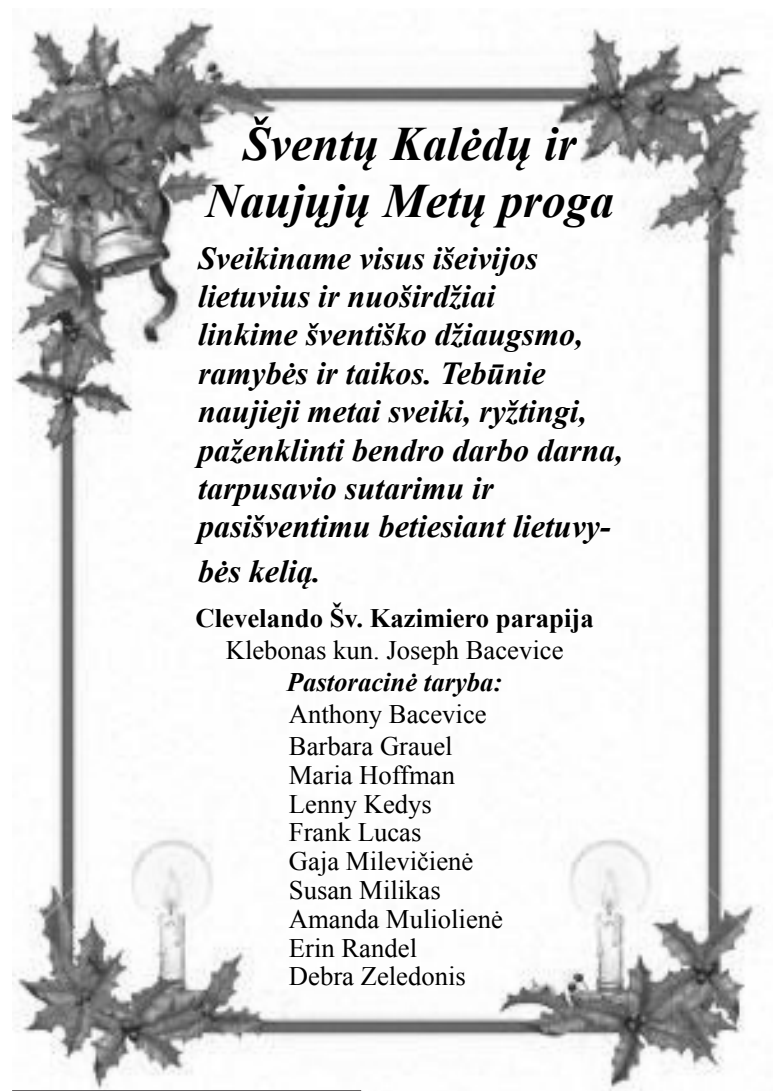 Šventų Kalėdų ir
Naujųjų Metų proga
Sveikiname visus išeivijos
lietuvius ir nuoširdžiai
linkime šventiško džiaugsmo,
ramybės ir taikos. Tebūnie
naujieji metai sveiki, ryžtingi,
paženklinti bendro darbo darna,
tarpusavio sutarimu ir
pasišventimu betiesiant lietuvy-
bės kelią.
Clevelando Šv. Kazimiero parapija
Klebonas kun. Joseph Bacevice
Pastoracinė taryba:
Anthony Bacevice
Barbara Grauel
Maria Hoffman
Lenny Kedys
Frank Lucas
Gaja Milevičienė
Susan Milikas
Amanda Muliolienė
Erin Randel
Debra Zeledonis